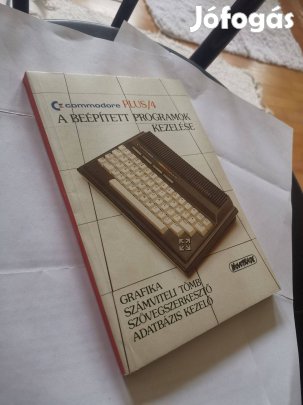 Jófogás
commodore PLUS/4
A BEÉPÍTETT PROGRAMOK
KEZELÉSE
GRAFIKA
SZÁMVITELI TÖMB
SZÖVEGSZERKESZTŐ
ADATBÁZIS KEZELŐ